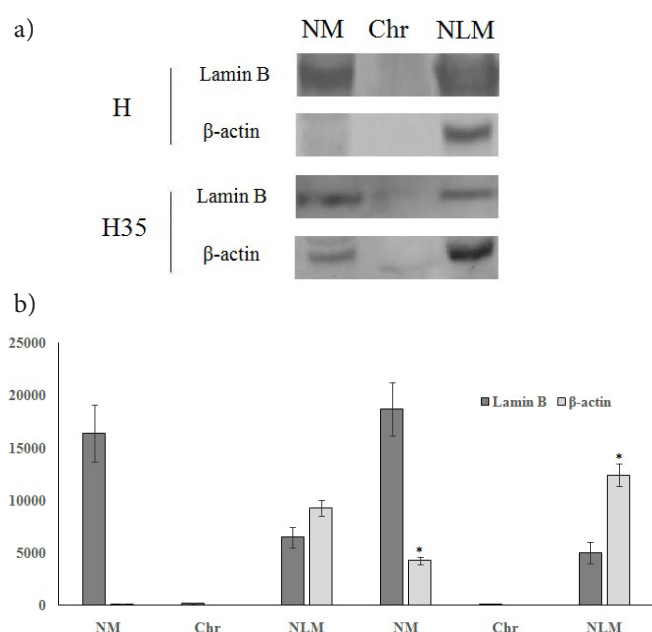 a)
NM Chr NLM
H
Lamin B
β-actin
H35
Lamin B
β-actin
b)
25000
20000
15000
10000
5000
0
Lamin B β-actin
*
*
NM Chr NLM NM Chr NLM